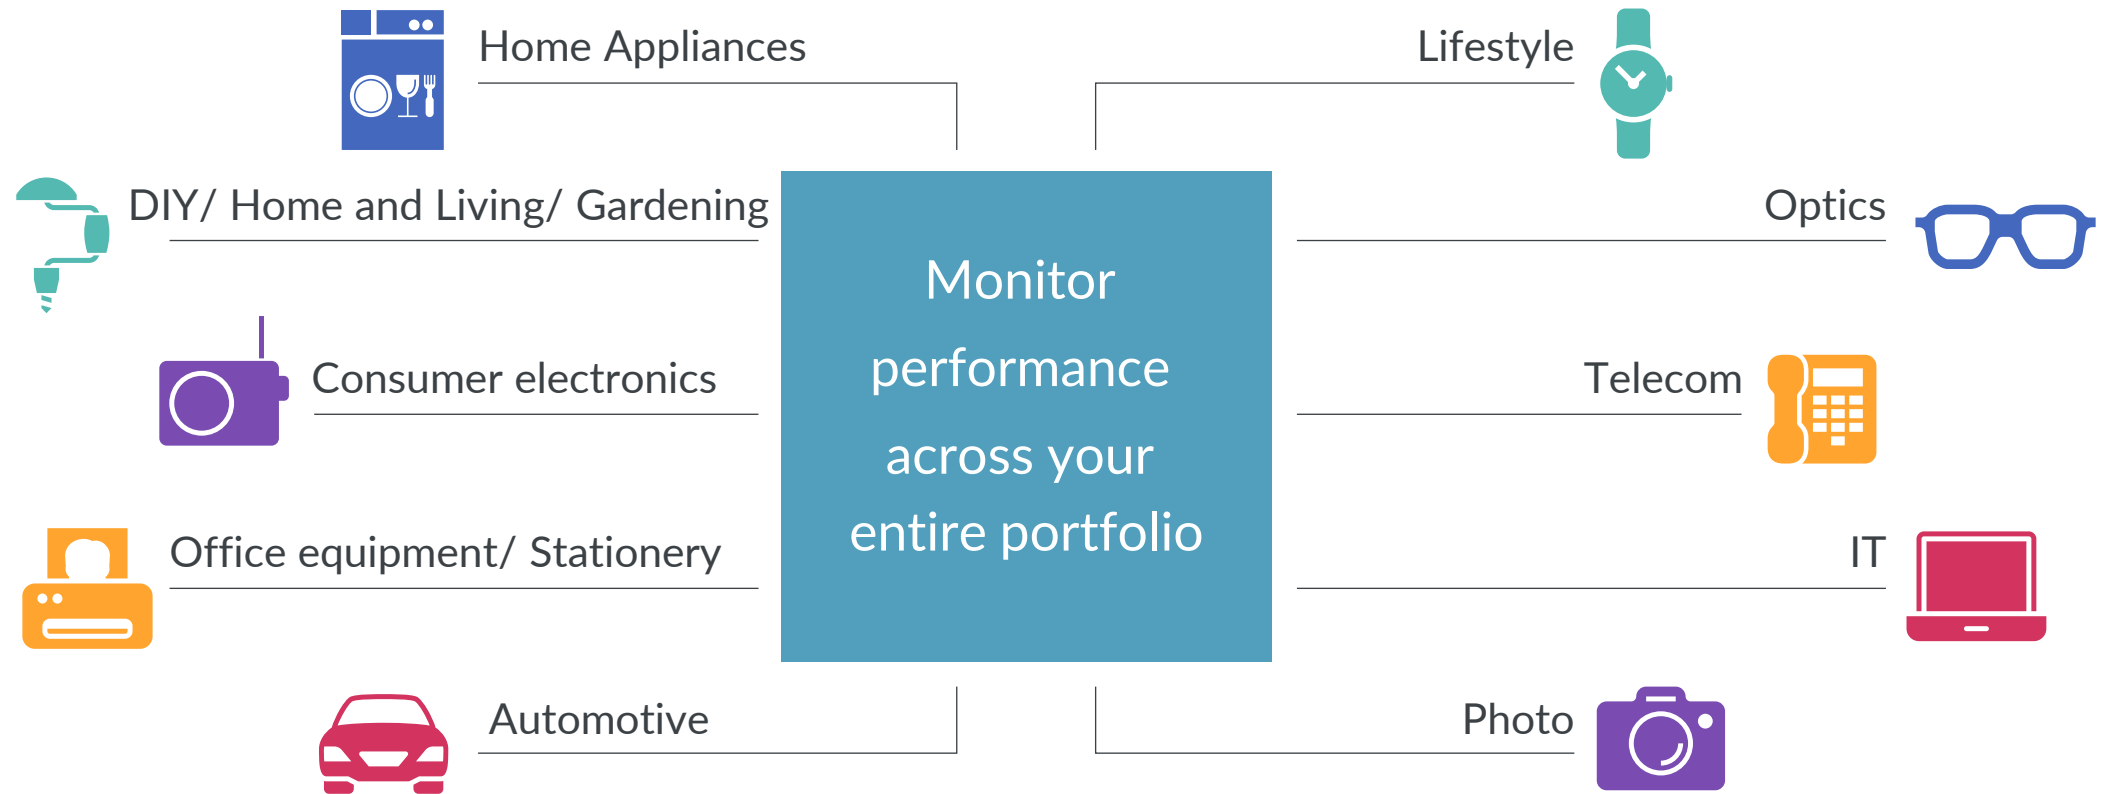 Home Appliances
Lifestyle
DIY/ Home and Living/ Gardening
Optics
Monitor
performance
across your
entire portfolio
Consumer electronics
Telecom
Office equipment/ Stationery
IT
Automotive
Photo